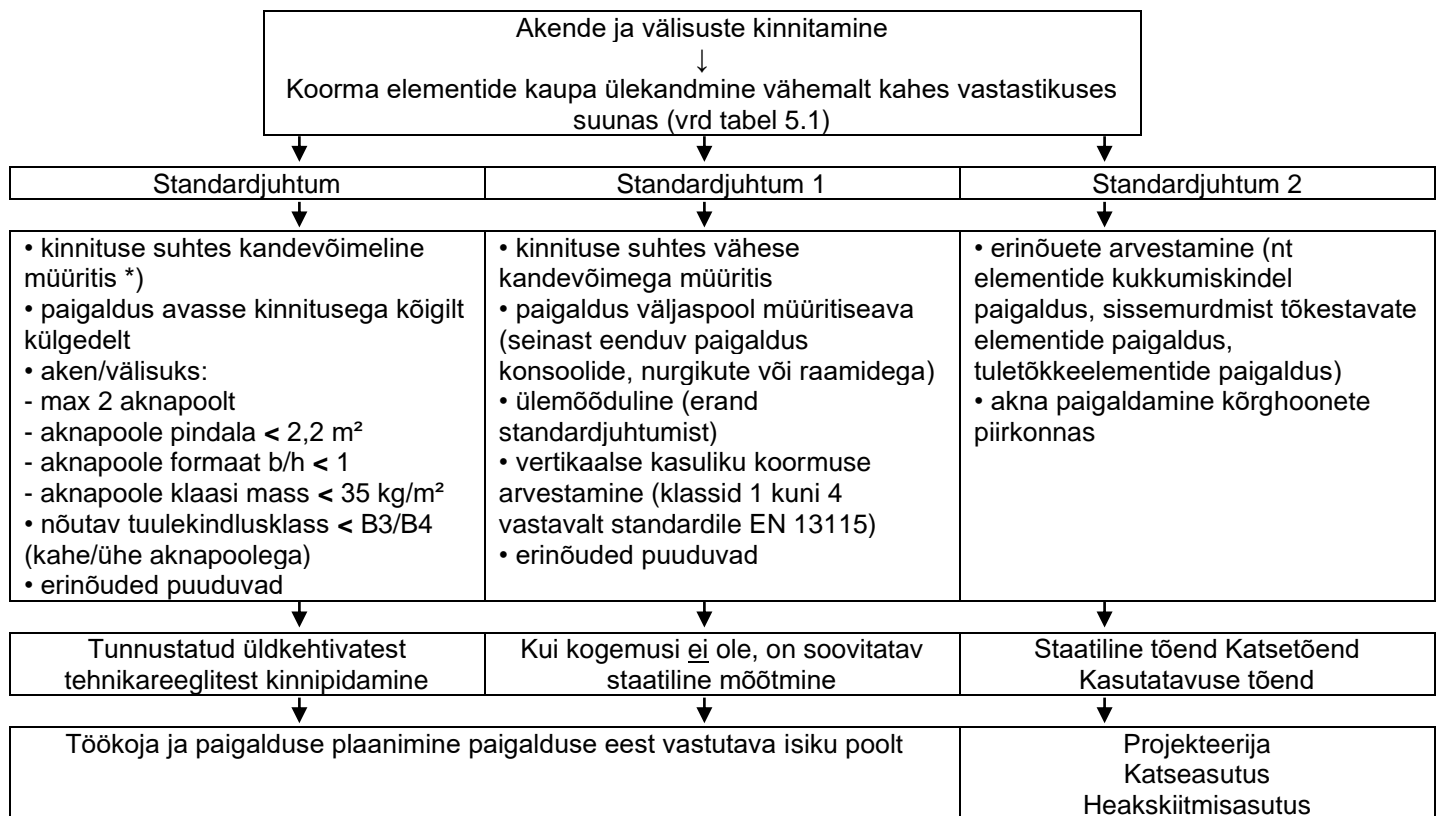 Akende ja välisuste kinnitamine
↓
Koorma elementide kaupa ülekandmine vähemalt kahes vastastikuses
suunas (vrd tabel 5.1)
Standardjuhtum
Standardjuhtum 1
Standardjuhtum 2
• kinnituse suhtes kandevõimeline
müüritis *)
• paigaldus avasse kinnitusega kõigilt
külgedelt
• aken/välisuks:
- max 2 aknapoolt
- aknapoole pindala < 2,2 m²
- aknapoole formaat b/h < 1
- aknapoole klaasi mass < 35 kg/m²
• nõutav tuulekindlusklass < B3/B4
(kahe/ühe aknapoolega)
• erinõuded puuduvad
• kinnituse suhtes vähese
kandevõimega müüritis
• paigaldus väljaspool müüritiseava
(seinast eenduv paigaldus
konsoolide, nurgikute või raamidega)
• ülemõõduline (erand
standardjuhtumist)
• vertikaalse kasuliku koormuse
arvestamine (klassid 1 kuni 4
vastavalt standardile EN 13115)
• erinõuded puuduvad
• erinõuete arvestamine (nt
elementide kukkumiskindel
paigaldus, sissemurdmist tõkestavate
elementide paigaldus,
tuletõkkeelementide paigaldus)
• akna paigaldamine kõrghoonete
piirkonnas
Tunnustatud üldkehtivatest
tehnikareeglitest kinnipidamine
Kui kogemusi ei ole, on soovitatav
staatiline mõõtmine
Staatiline tõend Katsetõend
Kasutatavuse tõend
Töökoja ja paigalduse plaanimine paigalduse eest vastutava isiku poolt
Projekteerija
Katseasutus
Heakskiitmisasutus